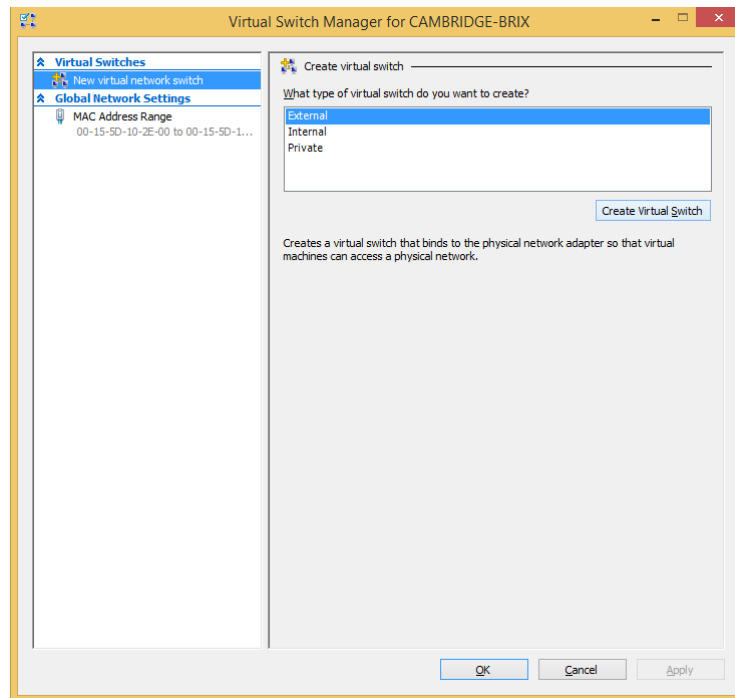 Virtual Switch Manager for CAMBRIDGE-BRIX
Virtual Switches
New virtual network switch
Global Network Settings
MAC Address Range
00-15-5D-10-2E-00 to 00-15-5D-1...
Create virtual switch
What type of virtual switch do you want to create?
External
Internal
Private
Create Virtual Switch
Creates a virtual switch that binds to the physical network adapter so that virtual
machines can access a physical network.
OK
Cancel
Apply